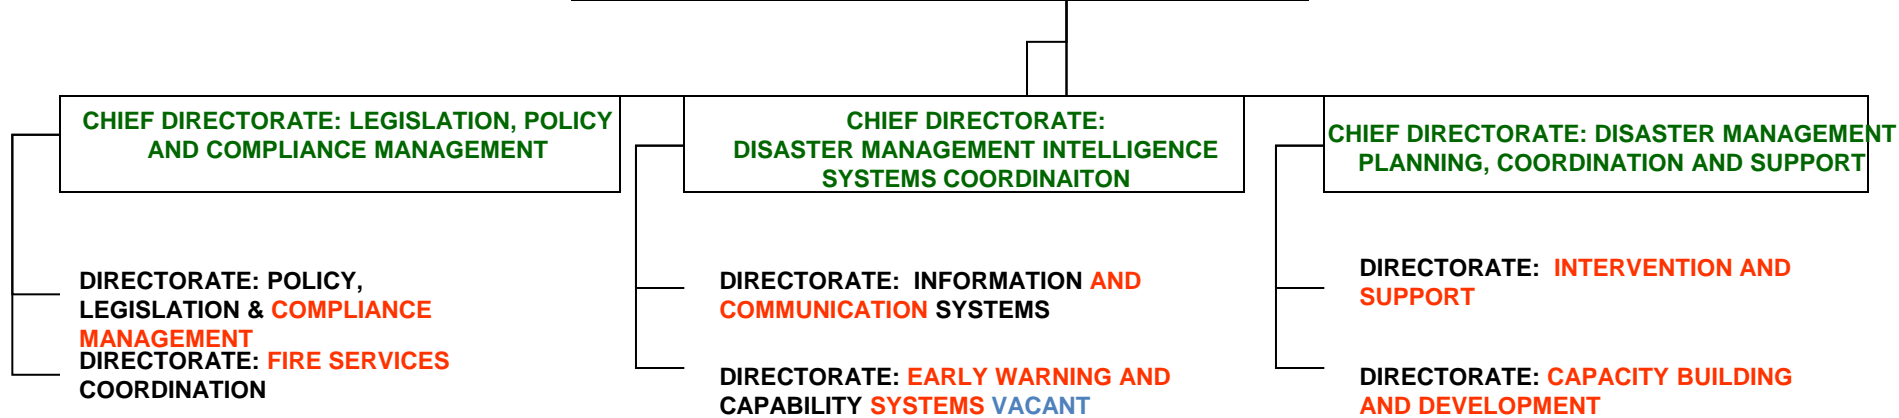 CHIEF DIRECTORATE: LEGISLATION, POLICY
AND COMPLIANCE MANAGEMENT
DIRECTORATE: POLICY,
LEGISLATION & COMPLIANCE
MANAGEMENT
DIRECTORATE: FIRE SERVICES
COORDINATION
CHIEF DIRECTORATE:
DISASTER MANAGEMENT INTELLIGENCE
SYSTEMS COORDINAITON
DIRECTORATE: INFORMATION AND
COMMUNICATION SYSTEMS
DIRECTORATE: EARLY WARNING AND
CAPABILITY SYSTEMS VACANT
CHIEF DIRECTORATE: DISASTER MANAGEMENT
PLANNING, COORDINATION AND SUPPORT
DIRECTORATE: INTERVENTION AND
SUPPORT
DIRECTORATE: CAPACITY BUILDING
AND DEVELOPMENT